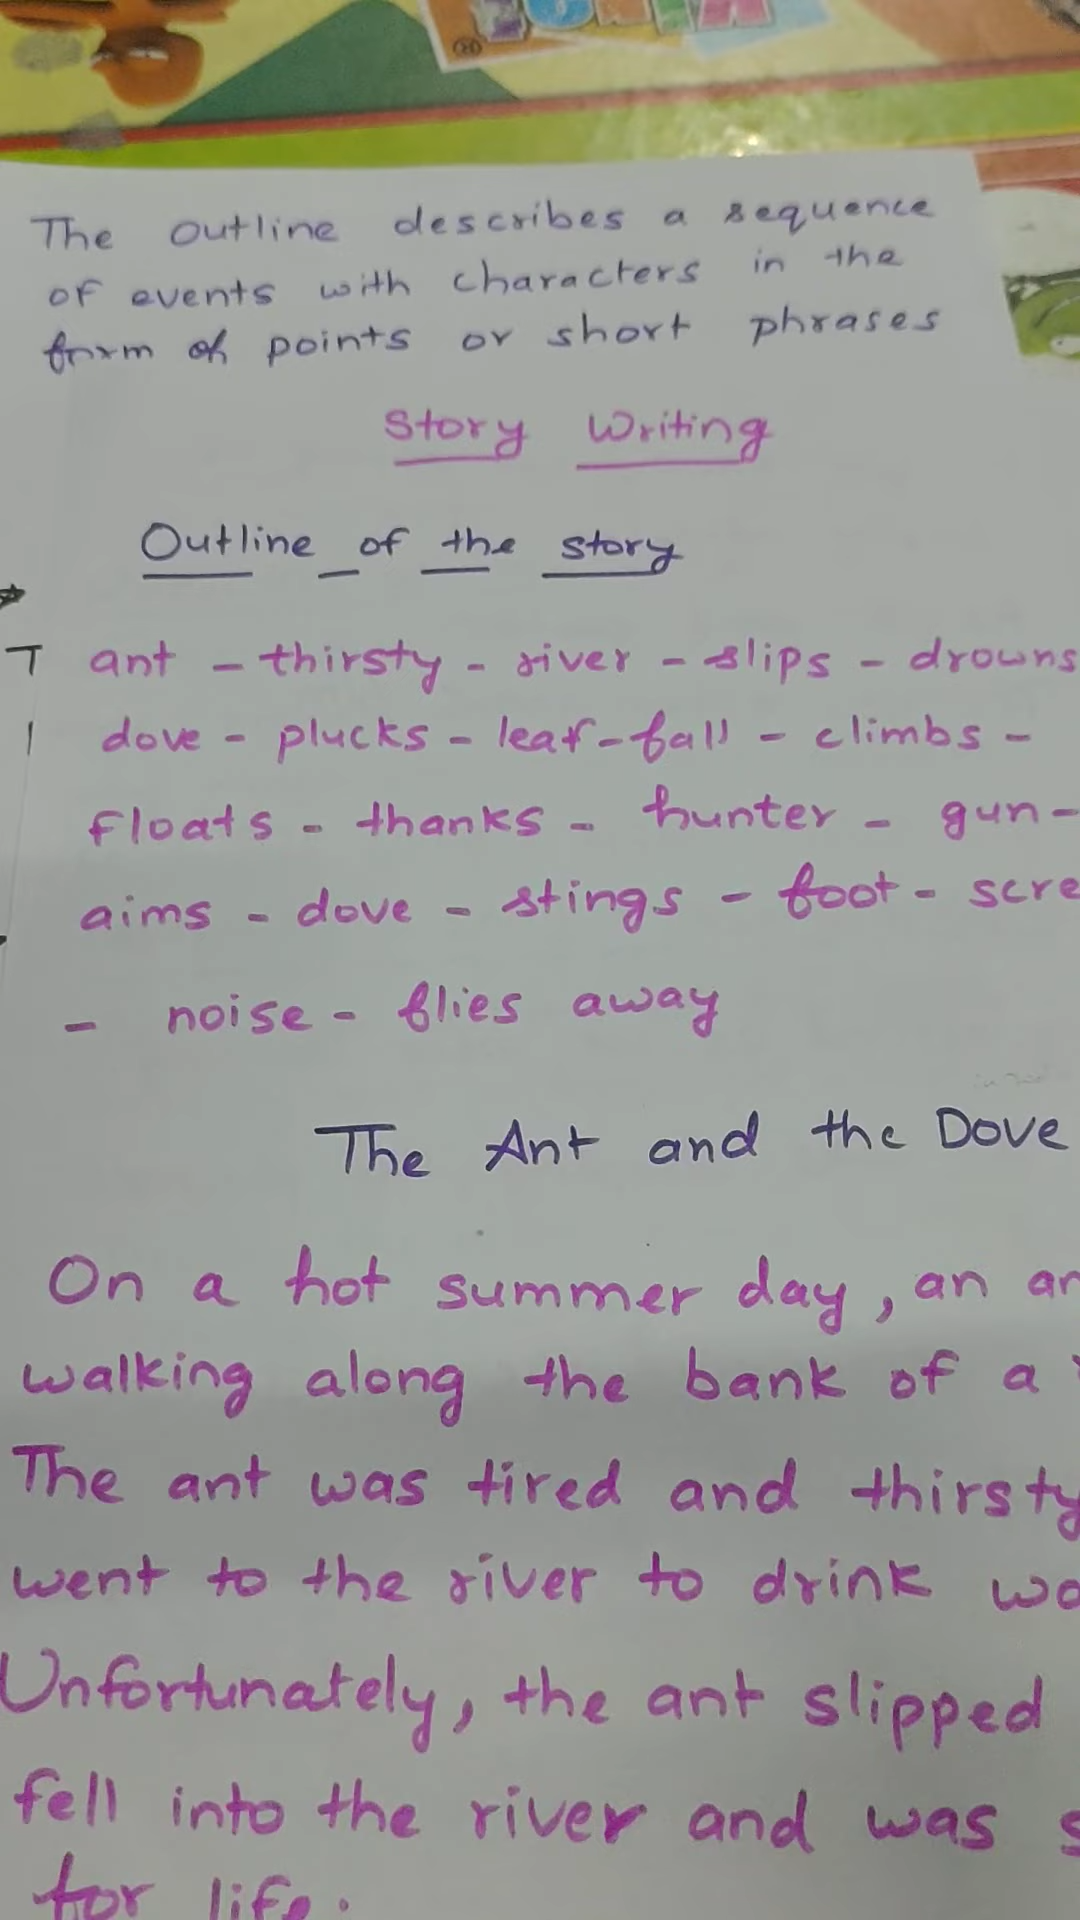 The outline describes a sequence
of events with characters in the
form of points or short phrases
Story Writing
Outline of the story
ant - thirsty - river - slips - drowns
dove - plucks - leaf - fall - climbs -
floats - thanks - hunter - gun -
aims - dove - stings - foot - scre
- noise - flies away
The Ant and the Dove
On a hot summer day, an an
walking along the bank of a
The ant was tired and thirsty
went to the river to drink wa
Unfortunately, the ant slipped
fell into the river and was s
for life.